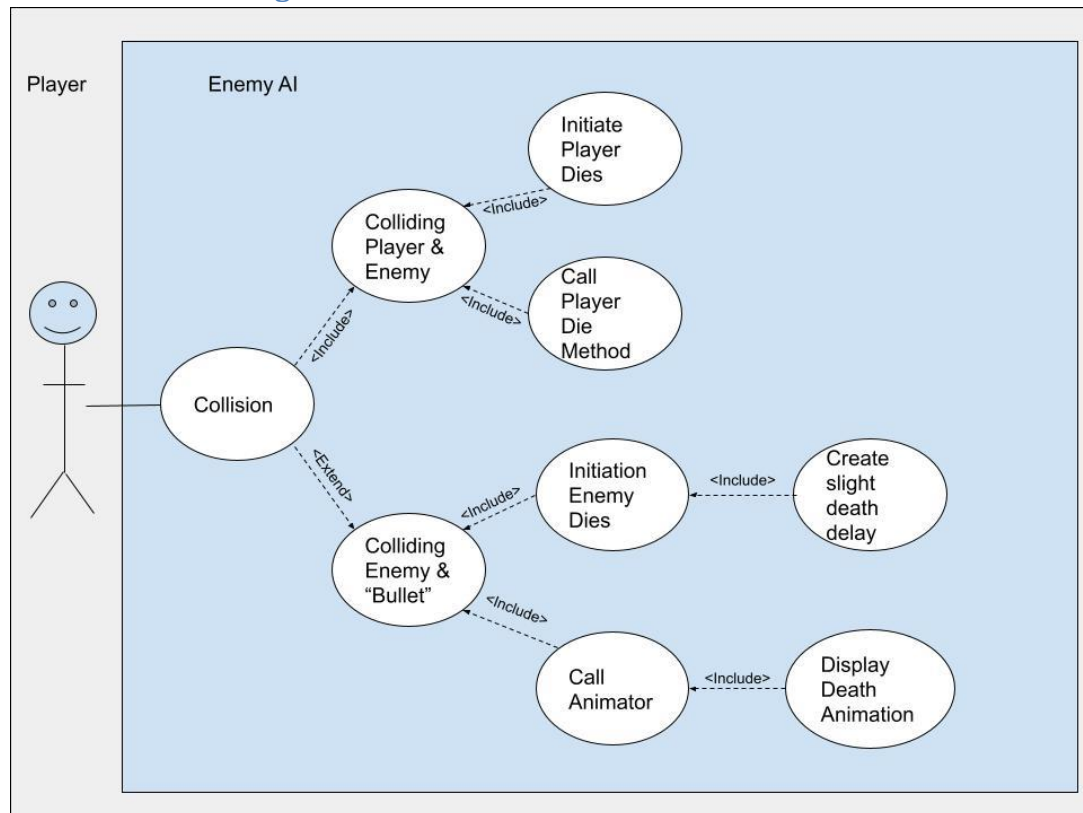 Player
Enemy AI
Initiate
Player
Dies
<Include>
Colliding
Player &
Enemy
Call
Player
Die
Method
<Include>
<Include>
Collision
<Extend>
Initiation
Enemy
Dies
<Include>
Create
slight
death
delay
<Include>
Colliding
Enemy &
“Bullet”
<Include>
Call
Animator
<Include>
Display
Death
Animation